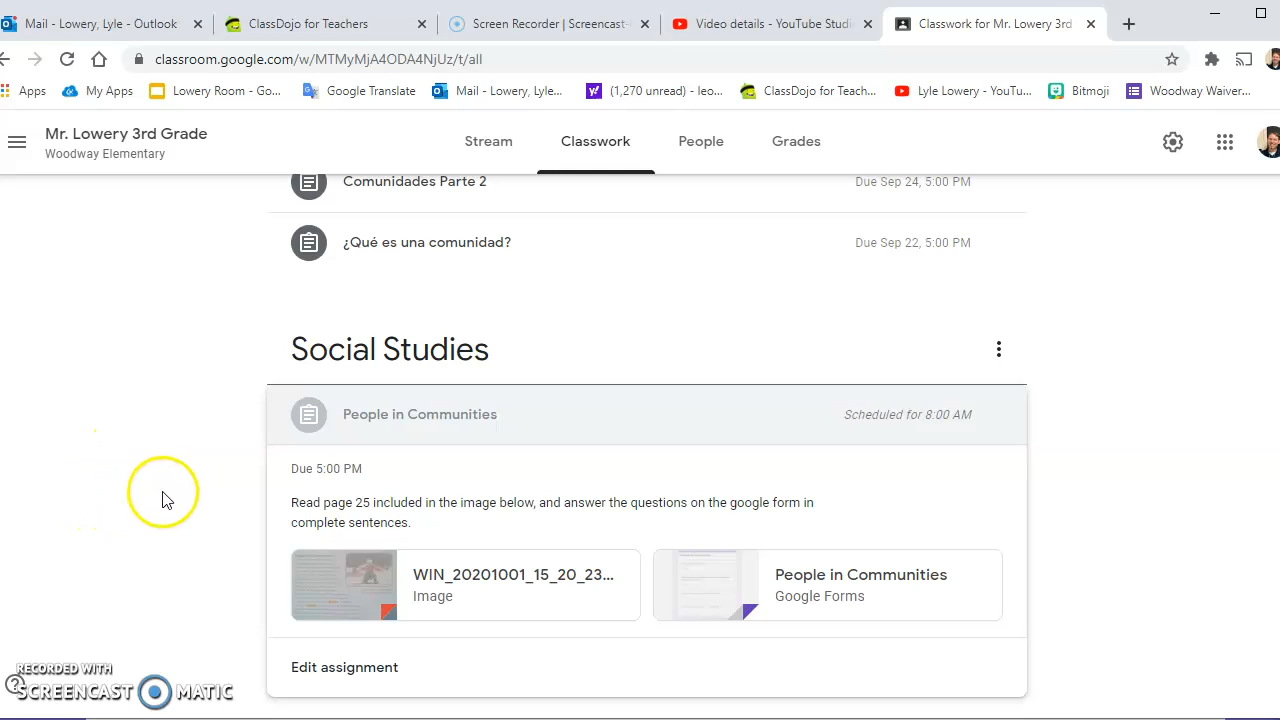 Mail - Lowery, Lyle - Outlook
ClassDojo for Teachers
Screen Recorder | Screencast-
Video details - YouTube Studi
Classwork for Mr. Lowery 3rd
classroom.google.com/w/MTMyMjA4ODA4NjUz/t/all
Apps
My Apps
Lowery Room - Go...
Google Translate
Mail - Lowery, Lyle...
(1,270 unread) - lso...
ClassDojo for Teach...
Lyle Lowery - YouTu...
Bitmoji
Woodway Waiver...
Mr. Lowery 3rd Grade
Woodway Elementary
Stream
Classwork
People
Grades
Comunidades Parte 2
Due Sep 24, 5:00 PM
¿Qué es una comunidad?
Due Sep 22, 5:00 PM
Social Studies
People in Communities
Scheduled for 8:00 AM
Due 5:00 PM
Read page 25 included in the image below, and answer the questions on the google form in
complete sentences.
WIN_20201001_15_20_23...
Image
People in Communities
Google Forms
Edit assignment
RECORDED WITH
SCREENCAST MATIC